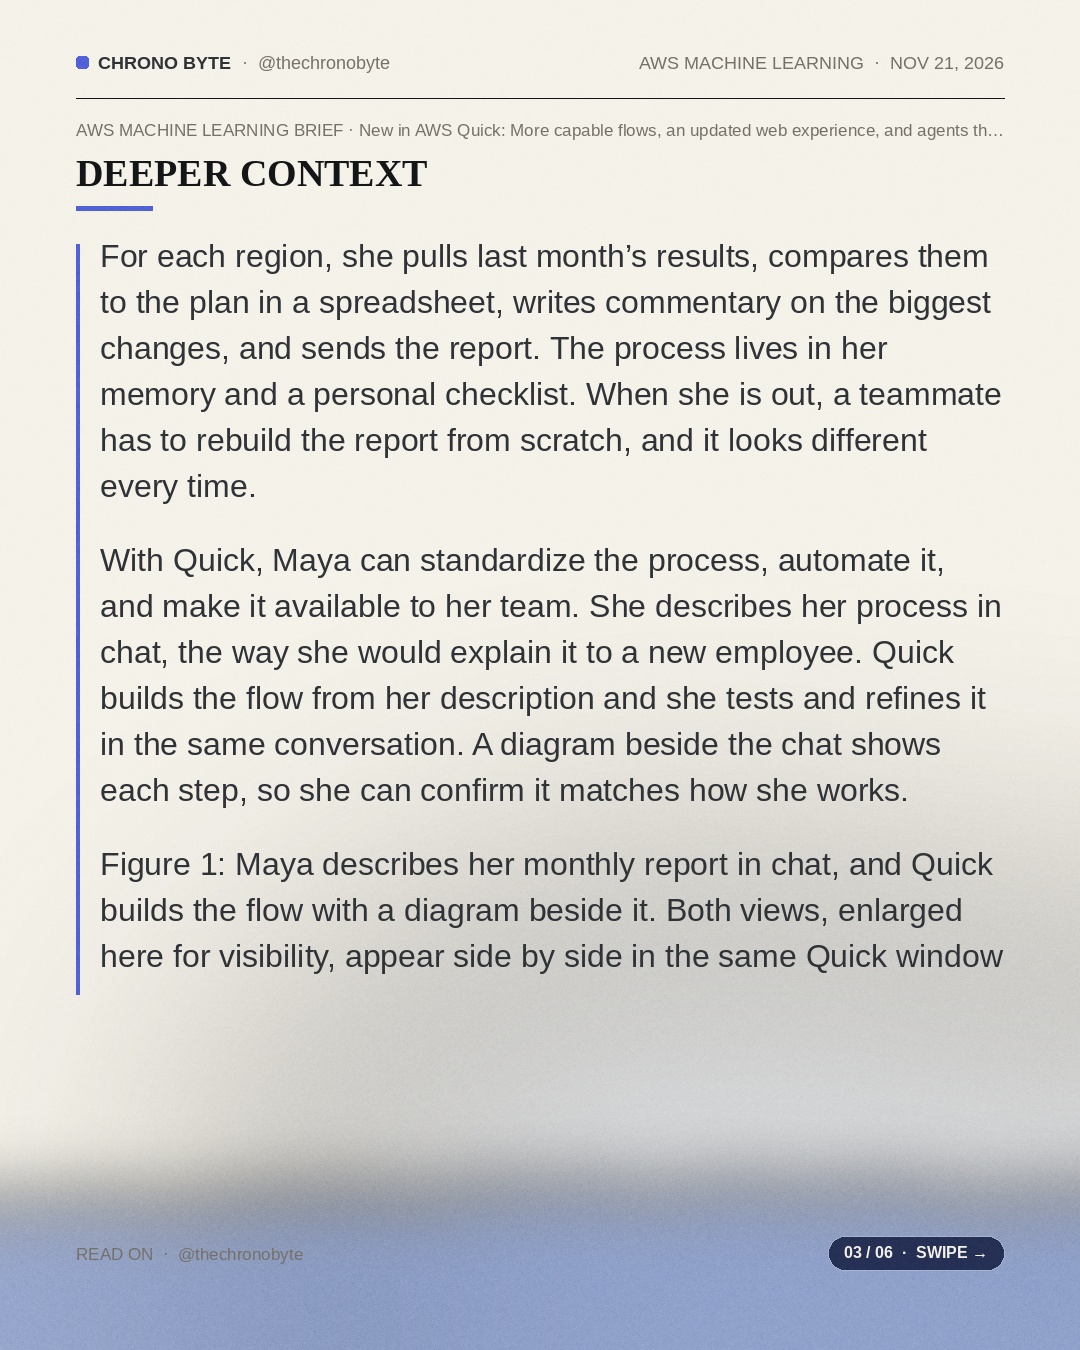 CHRONO BYTE · @thechronobyte
AWS MACHINE LEARNING · NOV 21, 2026
AWS MACHINE LEARNING BRIEF · New in AWS Quick: More capable flows, an updated web experience, and agents th…
DEEPER CONTEXT
For each region, she pulls last month’s results, compares them
to the plan in a spreadsheet, writes commentary on the biggest
changes, and sends the report. The process lives in her
memory and a personal checklist. When she is out, a teammate
has to rebuild the report from scratch, and it looks different
every time.
With Quick, Maya can standardize the process, automate it,
and make it available to her team. She describes her process in
chat, the way she would explain it to a new employee. Quick
builds the flow from her description and she tests and refines it
in the same conversation. A diagram beside the chat shows
each step, so she can confirm it matches how she works.
Figure 1: Maya describes her monthly report in chat, and Quick
builds the flow with a diagram beside it. Both views, enlarged
here for visibility, appear side by side in the same Quick window
READ ON · @thechronobyte
03 / 06 · SWIPE →